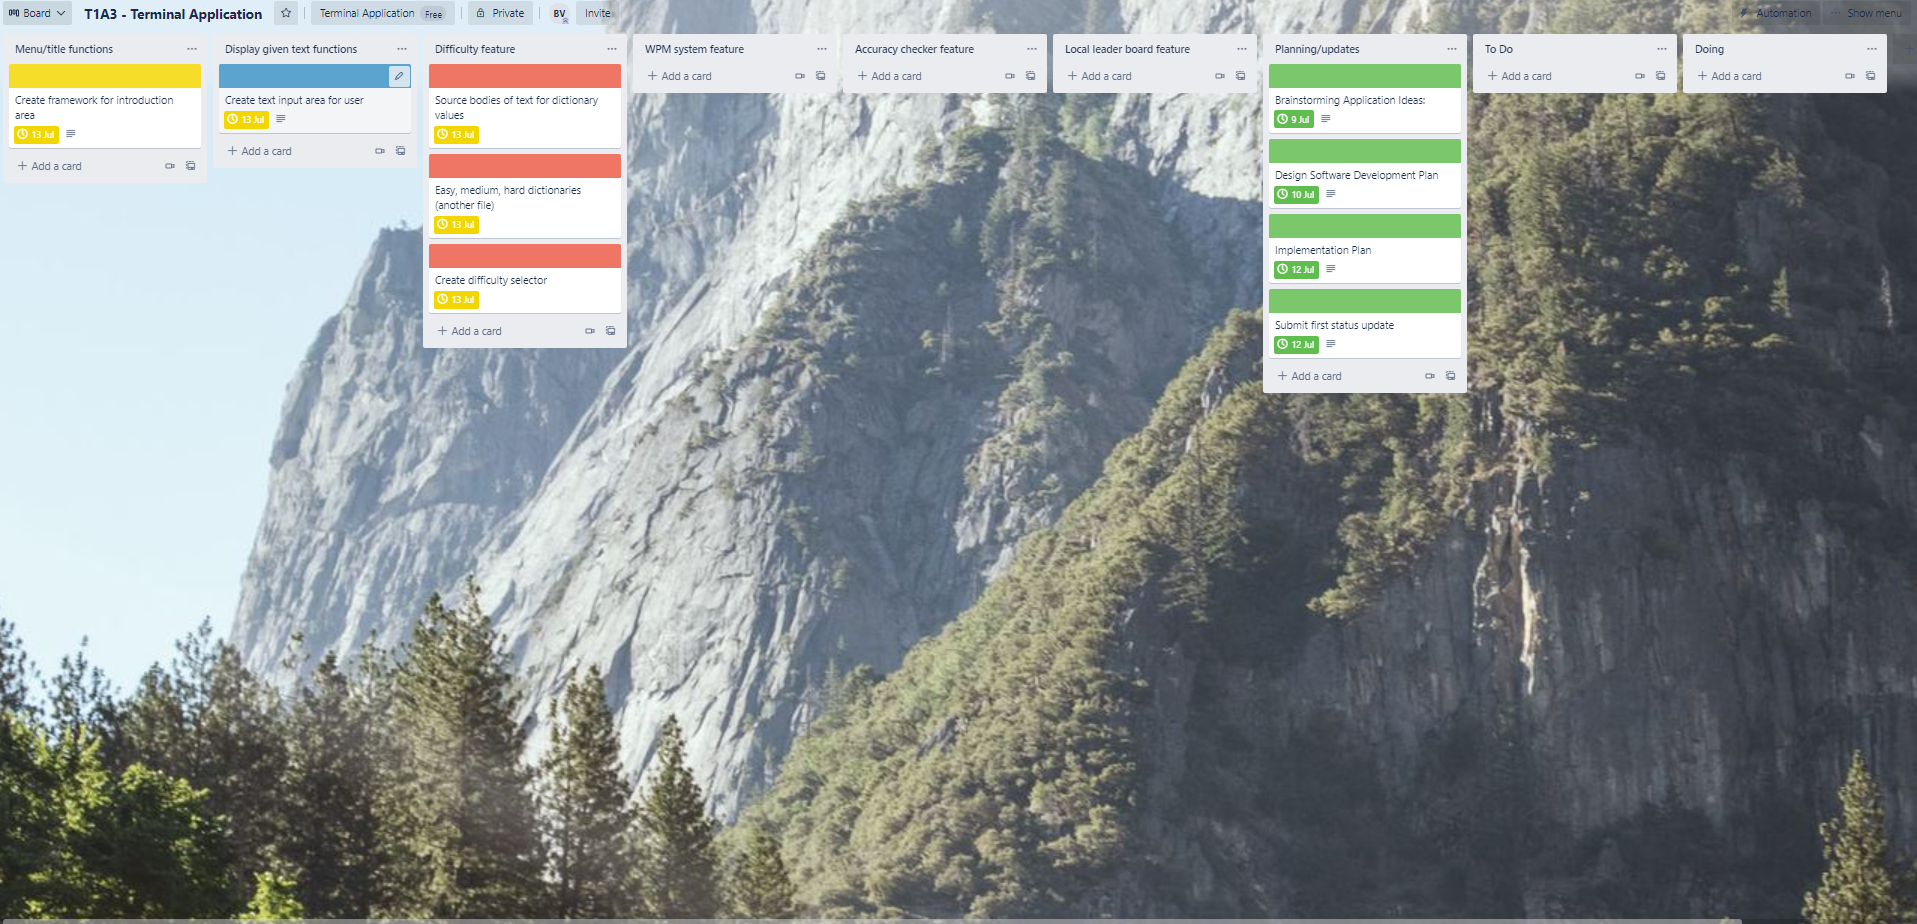 Board
T1A3 - Terminal Application
Terminal Application Free
Private
BV
Invite
Automation
Show menu
Menu/title functions
Create framework for introduction
area
13 Jul
Add a card
Display given text functions
Create text input area for user
13 Jul
Add a card
Difficulty feature
Source bodies of text for dictionary
values
13 Jul
Easy, medium, hard dictionaries
(another file)
13 Jul
Create difficulty selector
13 Jul
Add a card
WPM system feature
Add a card
Accuracy checker feature
Add a card
Local leader board feature
Add a card
Planning/updates
Brainstorming Application Ideas:
9 Jul
Design Software Development Plan
10 Jul
Implementation Plan
12 Jul
Submit first status update
12 Jul
Add a card
To Do
Add a card
Doing
Add a card